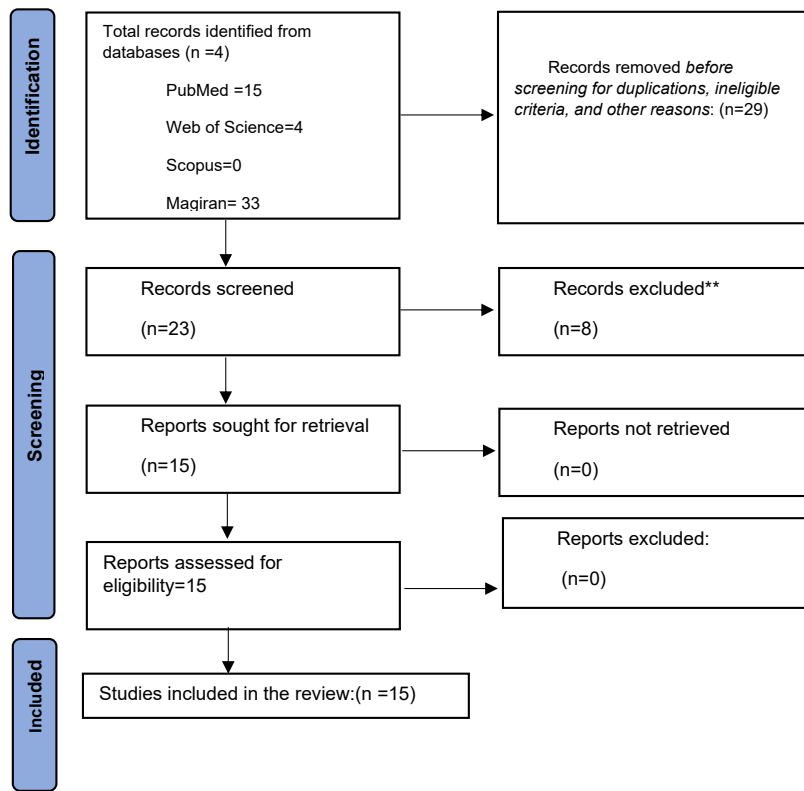 Identification
Total records identified from
databases (n =4)
PubMed =15
Web of Science=4
Scopus=0
Magiran= 33
Records removed before
screening for duplications, ineligible
criteria, and other reasons: (n=29)
Screening
Records screened
(n=23)
Records excluded**
(n=8)
Reports sought for retrieval
(n=15)
Reports not retrieved
(n=0)
Reports assessed for
eligibility=15
Reports excluded:
(n=0)
Included
Studies included in the review:(n =15)